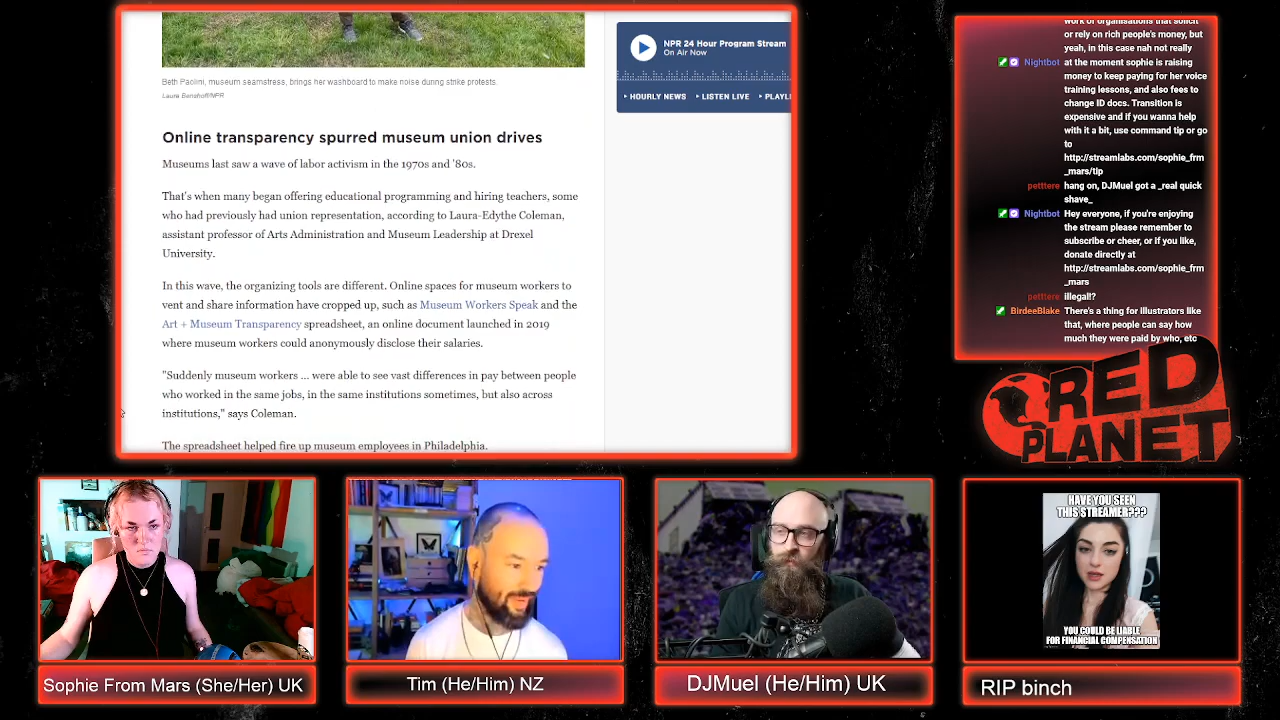 Beth Paolini, museum seamstress, brings her washboard to make noise during strike protests.
Laura Benshoff/NPR
Online transparency spurred museum union drives
Museums last saw a wave of labor activism in the 1970s and '80s.
That's when many began offering educational programming and hiring teachers, some
who had previously had union representation, according to Laura-Edythe Coleman,
assistant professor of Arts Administration and Museum Leadership at Drexel
University.
In this wave, the organizing tools are different. Online spaces for museum workers to
vent and share information have cropped up, such as Museum Workers Speak and the
Art + Museum Transparency spreadsheet, an online document launched in 2019
where museum workers could anonymously disclose their salaries.
"Suddenly museum workers ... were able to see vast differences in pay between people
who worked in the same jobs, in the same institutions sometimes, but also across
institutions," says Coleman.
The spreadsheet helped fire up museum employees in Philadelphia.
NPR 24 Hour Program Stream
On Air Now
HOURLY NEWS
LISTEN LIVE
PLAYLI
work of organisations that solicit
or rely on rich people's money, but
yeah, in this case nah not really
Nightbot at the moment sophie is raising
money to keep paying for her voice
training lessons, and also fees to
change ID docs. Transition is
expensive and if you wanna help
with it a bit, use command tip or go
to
http://streamlabs.com/sophie_frm
_mars/tip
petttere hang on, DJMuel got a _real quick
shave_
Nightbot Hey everyone, if you're enjoying
the stream please remember to
subscribe or cheer, or if you like,
donate directly at
http://streamlabs.com/sophie_frm
_mars
petttere illegal!?
BirdeeBlake There's a thing for Illustrators like
that, where people can say how
much they were paid by who, etc
RED
PLANET
HAVE YOU SEEN
THIS STREAMER???
YOU COULD BE LIABLE
FOR FINANCIAL COMPENSATION
Sophie From Mars (She/Her) UK
Tim (He/Him) NZ
DJMuel (He/Him) UK
RIP binch